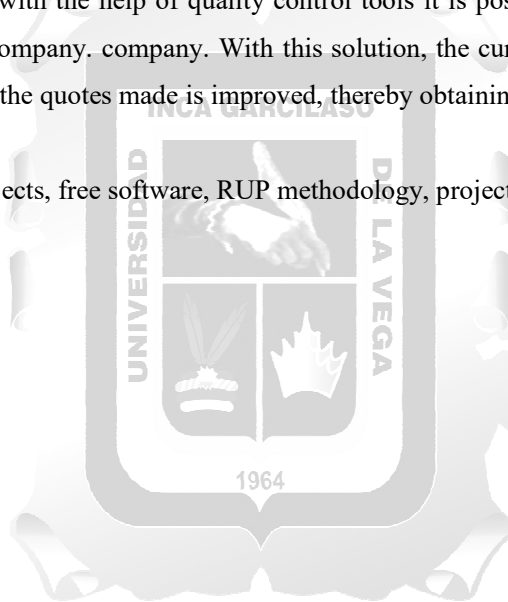 with the help of quality control tools it is pos
ompany. company. With this solution, the cu
the quotes made is improved, thereby obtainin
INCA GARCILASO
ects, free software, RUP methodology, project
UNIVERSIDAD
DE LA VEGA
1964